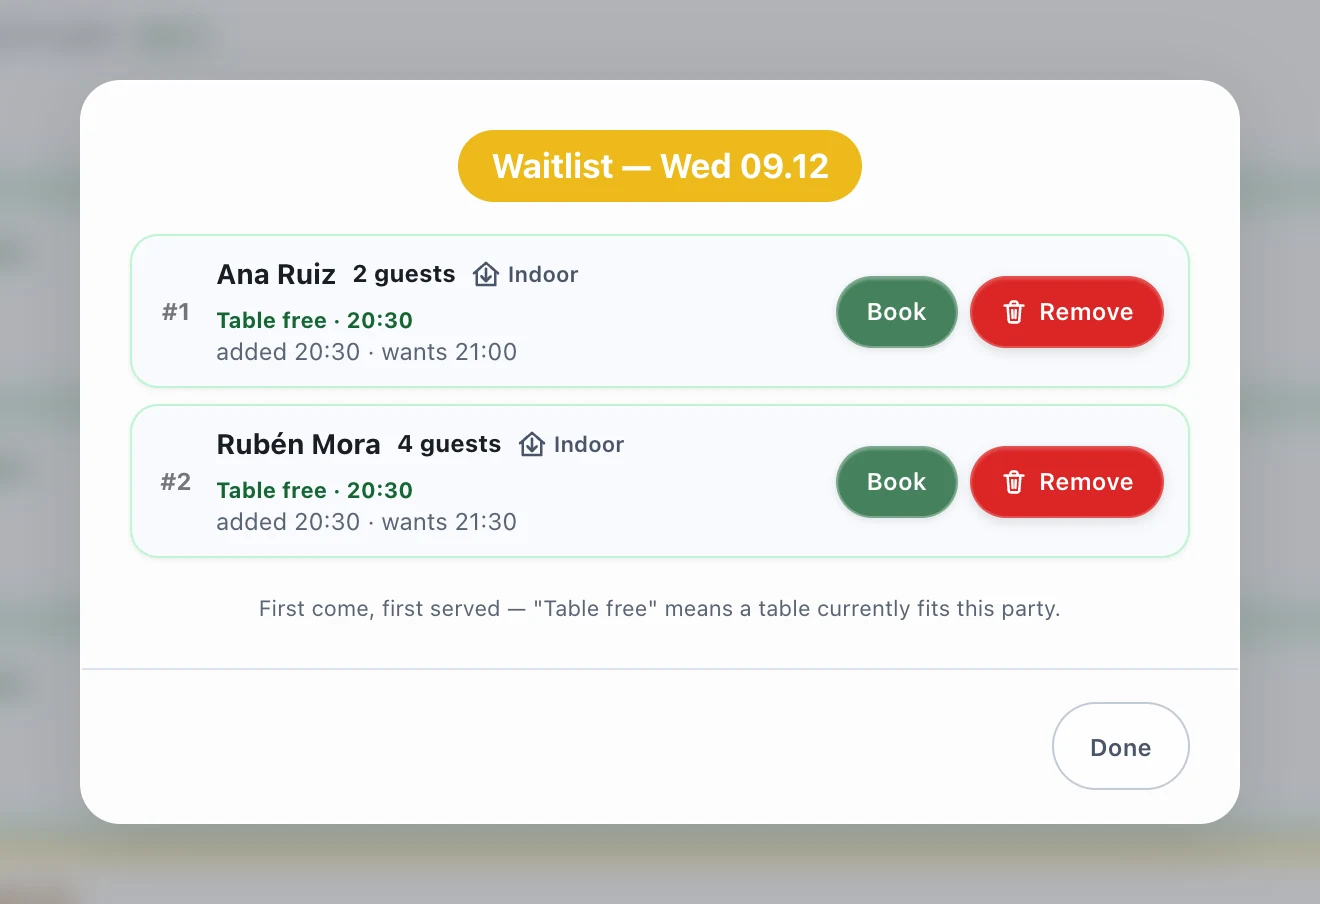 Waitlist — Wed 09.12
Ana Ruiz 2 guests Indoor
#1
Table free · 20:30
added 20:30 · wants 21:00
Book
Remove
Rubén Mora 4 guests Indoor
#2
Table free · 20:30
added 20:30 · wants 21:30
Book
Remove
First come, first served — "Table free" means a table currently fits this party.
Done